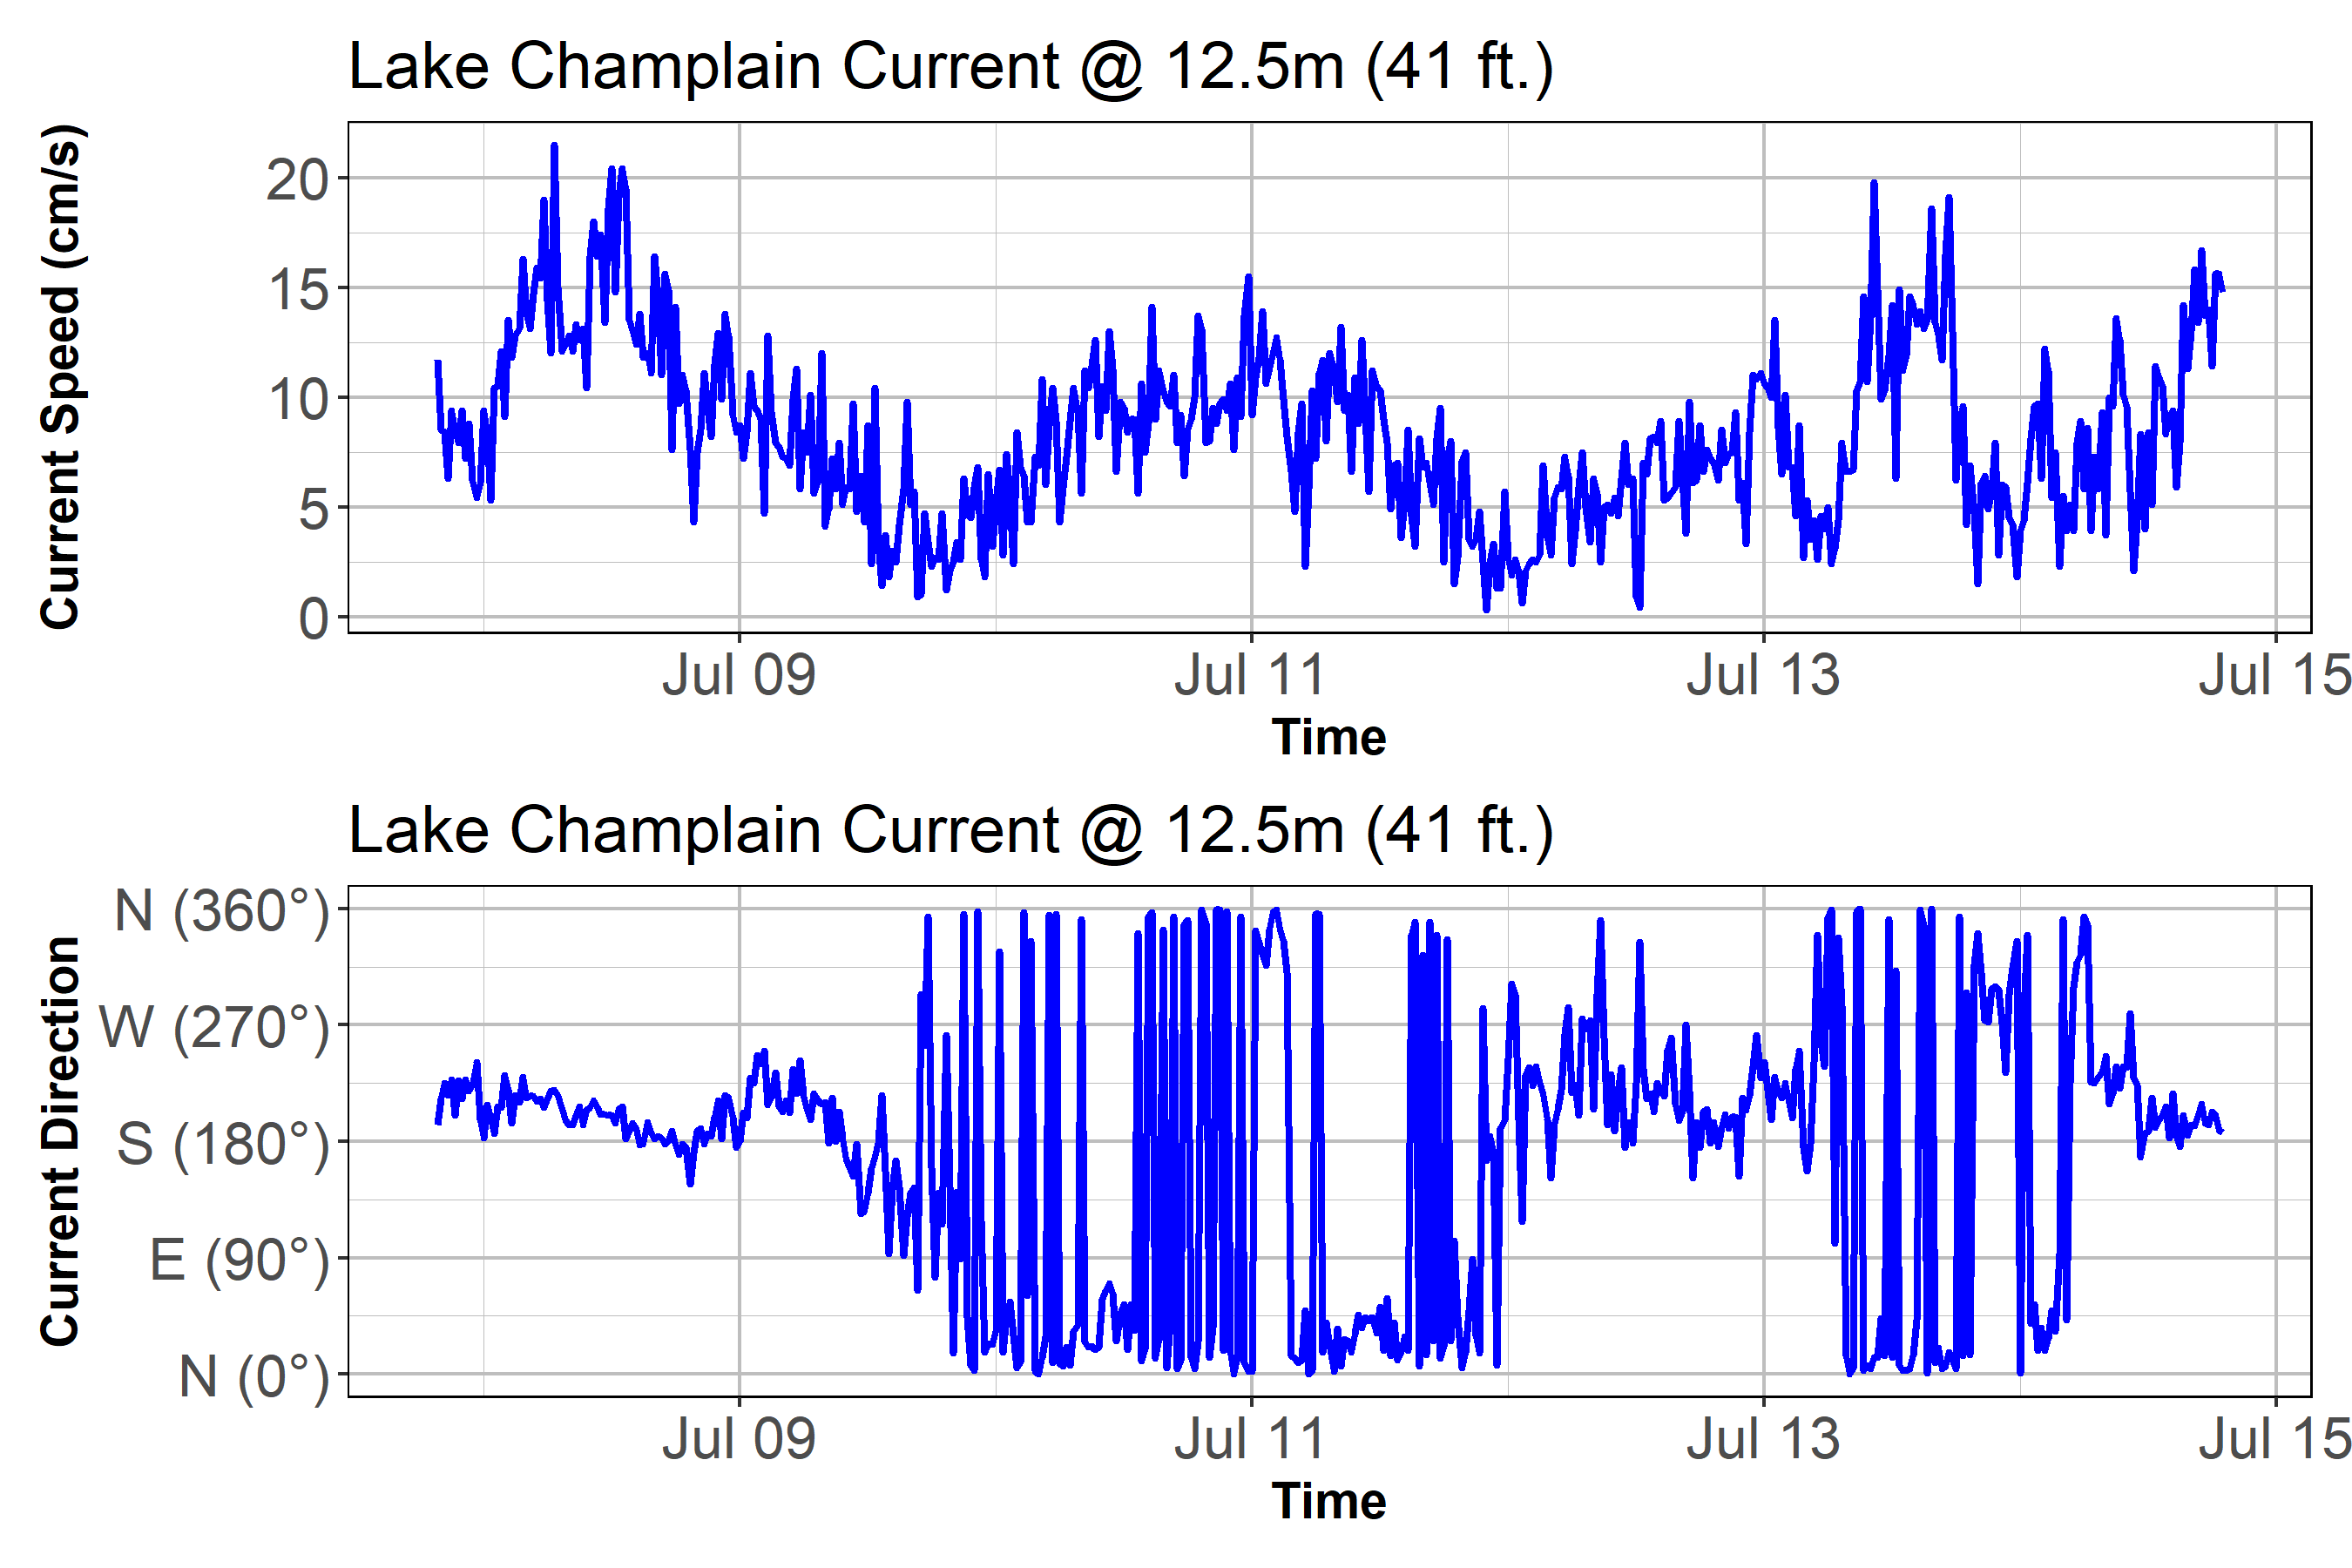 Lake Champlain Current @ 12.5m (41 ft.)
Current Speed (cm/s)
20
15
10
5
0
Jul 09 Jul 11 Jul 13 Jul 15
Time
Lake Champlain Current @ 12.5m (41 ft.)
Current Direction
N (360°)
W (270°)
S (180°)
E (90°)
N (0°)
Jul 09 Jul 11 Jul 13 Jul 15
Time